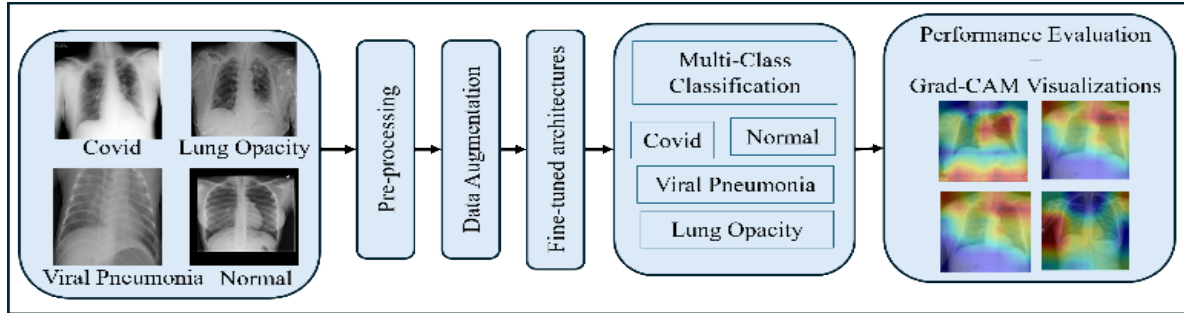 Covid
Lung Opacity
Viral Pneumonia
Normal
Pre-processing
Data Augmentation
Fine-tuned architectures
Multi-Class
Classification
Covid
Normal
Viral Pneumonia
Lung Opacity
Performance Evaluation
–
Grad-CAM Visualizations